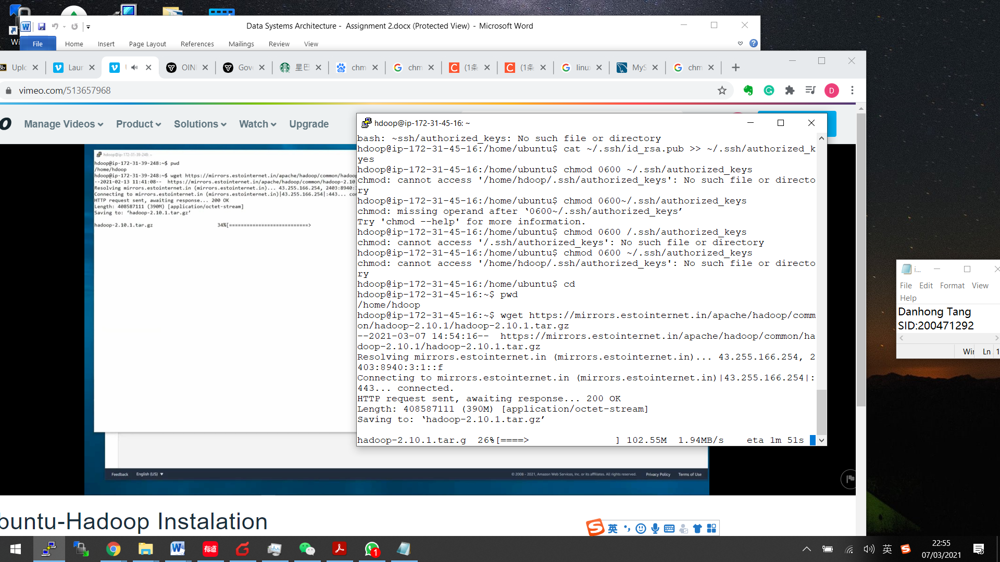 Wi
Data Systems Architecture -  Assignment 2.docx (Protected View)  -  Microsoft Word
File Home Insert Page Layout References Mailings Review View
Uplo Laur OIN Gov 星巴 chm chm (1条 (1条 linu MyS chm
vimeo.com/513657968
D
Manage Videos Product Solutions Watch Upgrade
hdoop@ip-172-31-39-248: ~
hdoop@ip-172-31-39-248:~$ pwd
/home/hdoop
hdoop@ip-172-31-39-248:~$ wget https://mirrors.estointernet.in/apache/hadoop/common/hadoo
--2021-02-13 11:41:08--  https://mirrors.estointernet.in/apache/hadoop/common/hadoop-2.10.
Resolving mirrors.estointernet.in (mirrors.estointernet.in)... 43.255.166.254, 2403:8940:
Connecting to mirrors.estointernet.in (mirrors.estointernet.in)|43.255.166.254|:443... con
HTTP request sent, awaiting response... 200 OK
Length: 408587111 (390M) [application/octet-stream]
Saving to: ‘hadoop-2.10.1.tar.gz’
hadoop-2.10.1.tar.gz 34%[===========================>
hdoop@ip-172-31-45-16: ~
bash: ~ssh/authorized_keys: No such file or directory
hdoop@ip-172-31-45-16:/home/ubuntu$ cat ~/.ssh/id_rsa.pub >> ~/.ssh/authorized_k
yes
hdoop@ip-172-31-45-16:/home/ubuntu$ chmod 0600 ~/.ssh/authorized_keys
chmod: cannot access '/home/hdoop/.ssh/authorized_keys': No such file or directo
ry
hdoop@ip-172-31-45-16:/home/ubuntu$ chmod 0600~/.ssh/authorized_keys
chmod: missing operand after ‘0600~/.ssh/authorized_keys’
Try 'chmod --help' for more information.
hdoop@ip-172-31-45-16:/home/ubuntu$ chmod 0600 /.ssh/authorized_keys
chmod: cannot access '/.ssh/authorized_keys': No such file or directory
hdoop@ip-172-31-45-16:/home/ubuntu$ chmod 0600 ~/.ssh/authorized_keys
chmod: cannot access '/home/hdoop/.ssh/authorized_keys': No such file or directo
ry
hdoop@ip-172-31-45-16:/home/ubuntu$ cd
hdoop@ip-172-31-45-16:~$ pwd
/home/hdoop
hdoop@ip-172-31-45-16:~$ wget https://mirrors.estointernet.in/apache/hadoop/comm
on/hadoop-2.10.1/hadoop-2.10.1.tar.gz
--2021-03-07 14:54:16--  https://mirrors.estointernet.in/apache/hadoop/common/ha
doop-2.10.1/hadoop-2.10.1.tar.gz
Resolving mirrors.estointernet.in (mirrors.estointernet.in)... 43.255.166.254, 2
403:8940:3:1::f
Connecting to mirrors.estointernet.in (mirrors.estointernet.in)|43.255.166.254|:
443... connected.
HTTP request sent, awaiting response... 200 OK
Length: 408587111 (390M) [application/octet-stream]
Saving to: ‘hadoop-2.10.1.tar.gz’
hadoop-2.10.1.tar.g  26%[====>               ] 102.55M  1.94MB/s    eta 1m 51s
i...
File Edit Format View
Help
Danhong Tang
SID:200471292
Wi Ln 1
Feedback English (US) © 2008 - 2021, Amazon Web Services, Inc. or its affiliates. All rights reserved. Privacy Policy Terms of Use
buntu-Hadoop Instalation
英
有道
1
英
22:55
07/03/2021